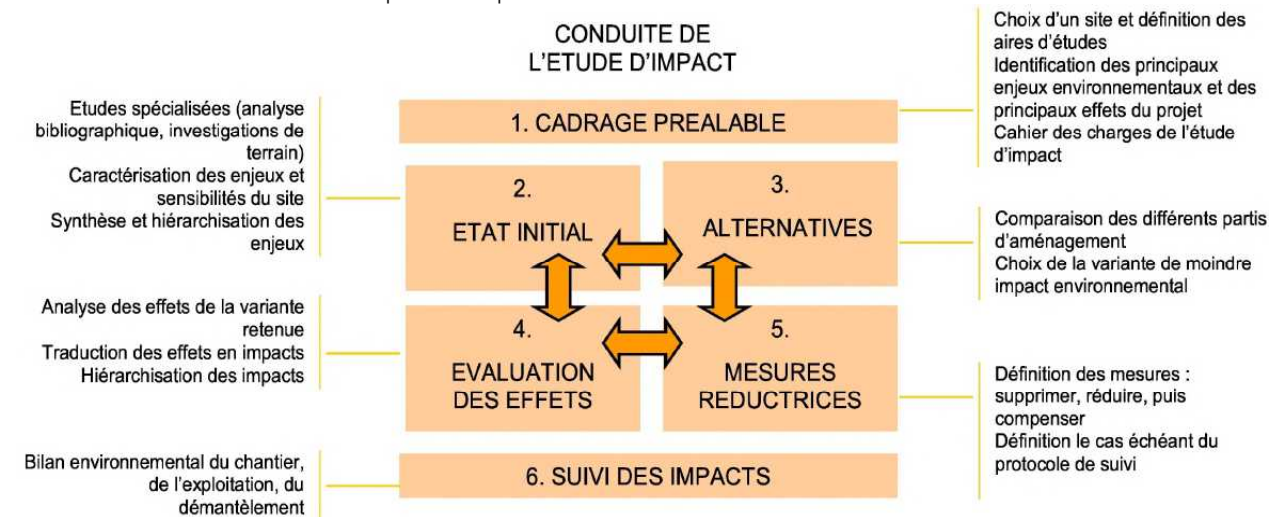 CONDUITE DE
L'ETUDE D'IMPACT
Choix d'un site et définition des
aires d'études
Identification des principaux
enjeux environnementaux et des
principaux effets du projet
Cahier des charges de l'étude
d'impact
1. CADRAGE PREALABLE
Etudes spécialisées (analyse
bibliographique, investigations de
terrain)
Caractérisation des enjeux et
sensibilités du site
Synthèse et hiérarchisation des
enjeux
2.
ETAT INITIAL
3.
ALTERNATIVES
Comparaison des différents partis
d'aménagement
Choix de la variante de moindre
impact environnemental
Analyse des effets de la variante
retenue
Traduction des effets en impacts
Hiérarchisation des impacts
4.
EVALUATION
DES EFFETS
5.
MESURES
REDUCTRICES
Définition des mesures :
supprimer, réduire, puis
compenser
Définition le cas échéant du
protocole de suivi
Bilan environnemental du chantier,
de l'exploitation, du
démantèlement
6. SUIVI DES IMPACTS